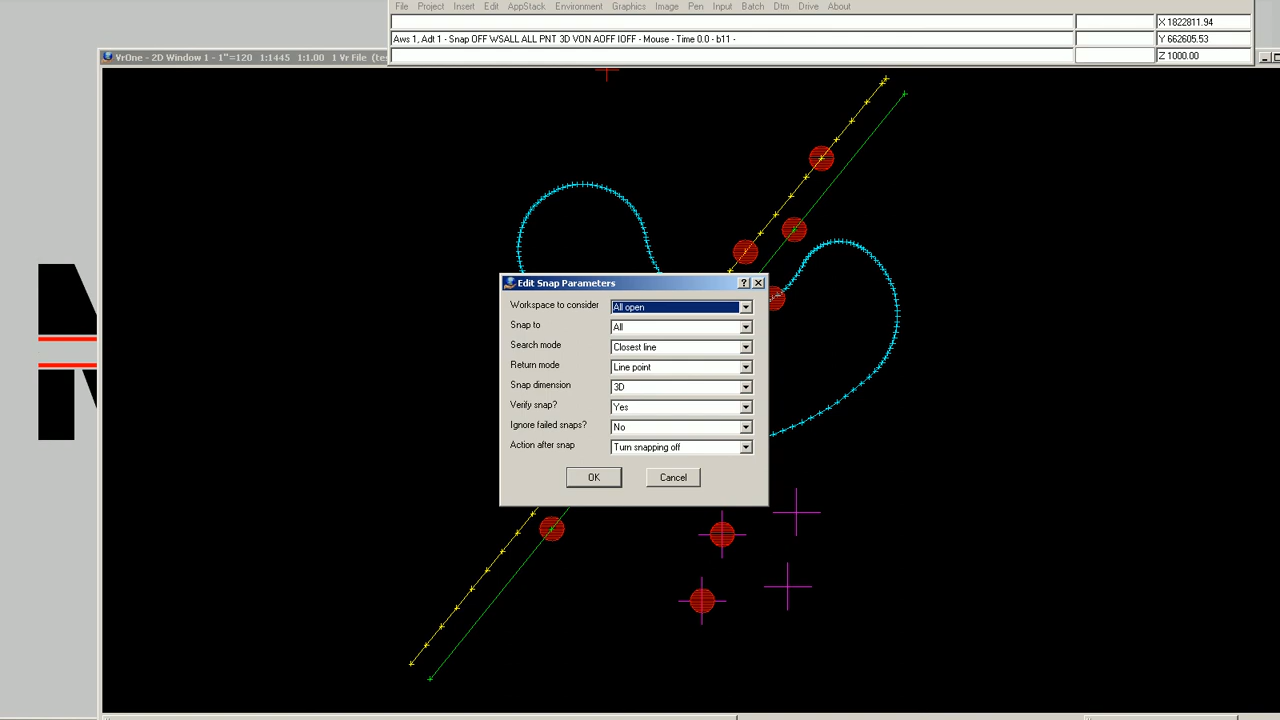 File Project Insert Edit AppStack Environment Graphics Image Pen Input Batch Dtm Drive About
X 1822811.94
Aws 1, Adt 1 - Snap OFF WSALL ALL PNT 3D VON AOFF IOFF - Mouse - Time 0.0 - b11 -
Y 662605.53
Z 1000.00
VrOne - 2D Window 1 - 1"=120 1:1445 1:1.00 1 Vr File (te
Edit Snap Parameters
Workspace to consider All open
Snap to All
Search mode Closest line
Return mode Line point
Snap dimension 3D
Verify snap? Yes
Ignore failed snaps? No
Action after snap Turn snapping off
OK Cancel